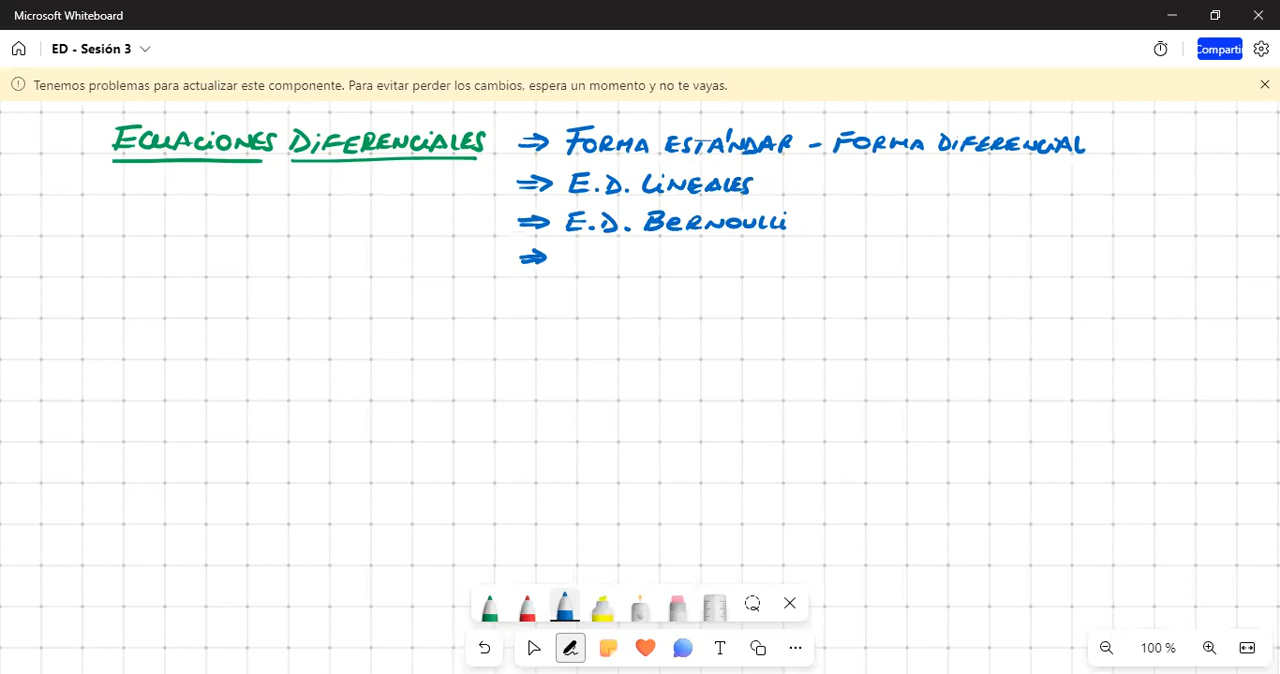 Microsoft Whiteboard
ED - Sesión 3
Comparti
Tenemos problemas para actualizar este componente. Para evitar perder los cambios, espera un momento y no te vayas.
ECUACIONES DIFERENCIALES ⇒ FORMA ESTÁNDAR - FORMA DIFERENCIAL
⇒ E.D. LINEALES
⇒ E.D. BERNOULLI
⇒
100 %